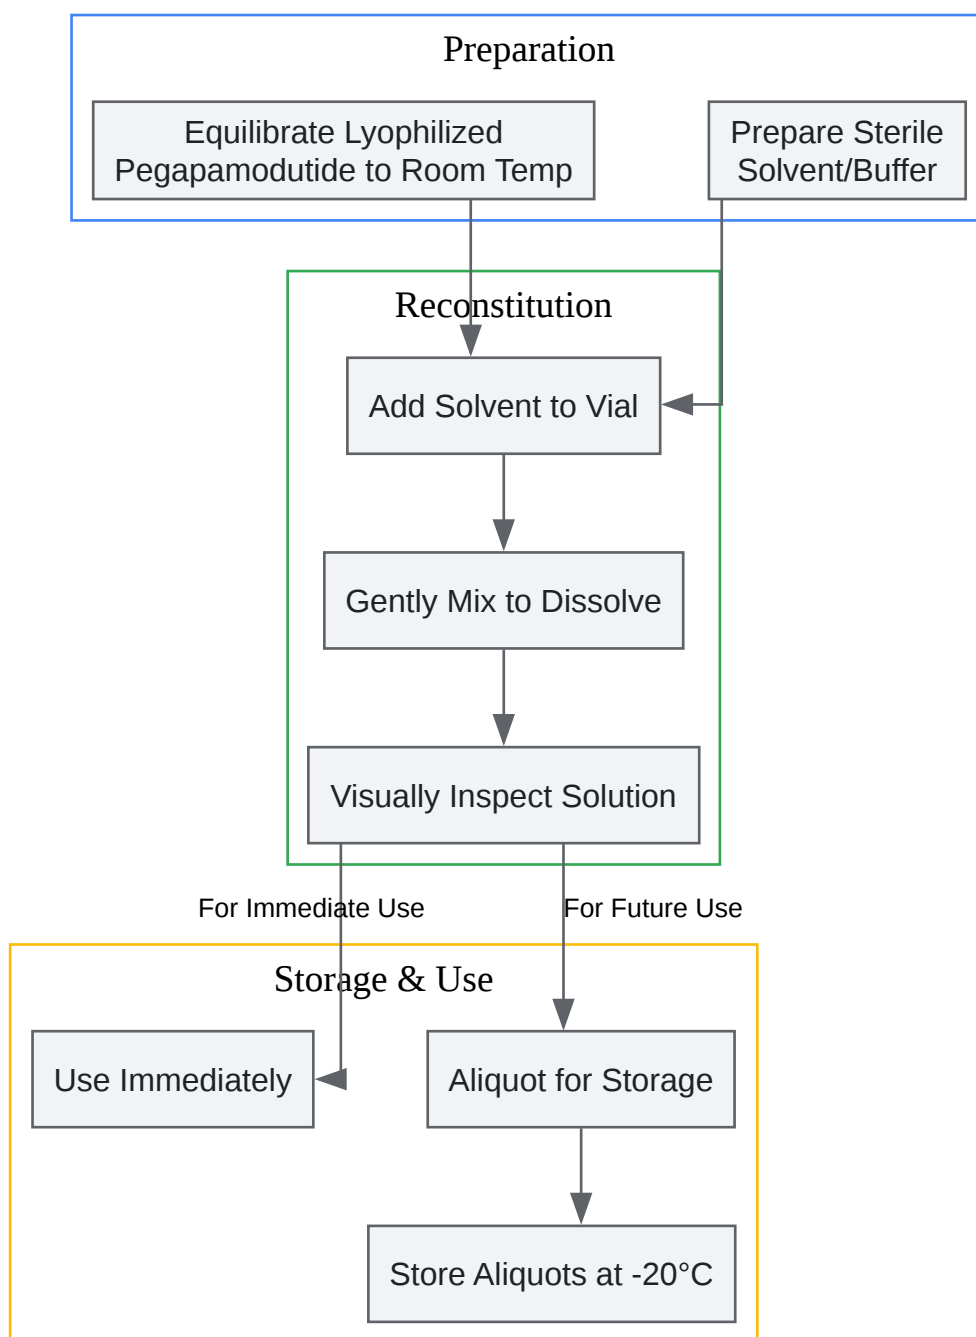 Preparation
Equilibrate Lyophilized
Pegapamodutide to Room Temp
Prepare Sterile
Solvent/Buffer
Reconstitution
Add Solvent to Vial
Gently Mix to Dissolve
Visually Inspect Solution
For Immediate Use
For Future Use
Storage & Use
Use Immediately
Aliquot for Storage
Store Aliquots at -20°C